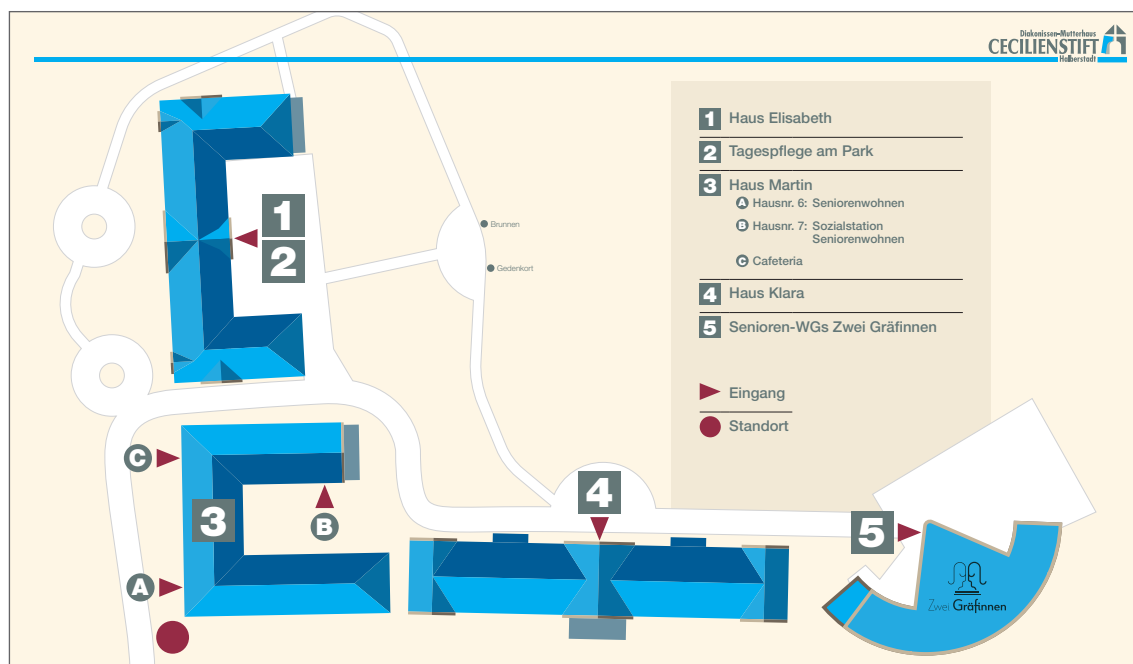 Diakonissen-Mutterhaus
CECILIENSTIFT
Halberstadt
1 Haus Elisabeth
2 Tagespflege am Park
3 Haus Martin
A Hausnr. 6: Seniorenwohnen
B Hausnr. 7: Sozialstation
Seniorenwohnen
C Cafeteria
4 Haus Klara
5 Senioren-WGs Zwei Gräfinnen
Eingang
Standort
1
2
Brunnen
Gedenkort
C
3
B
A
4
5
Zwei Gräfinnen